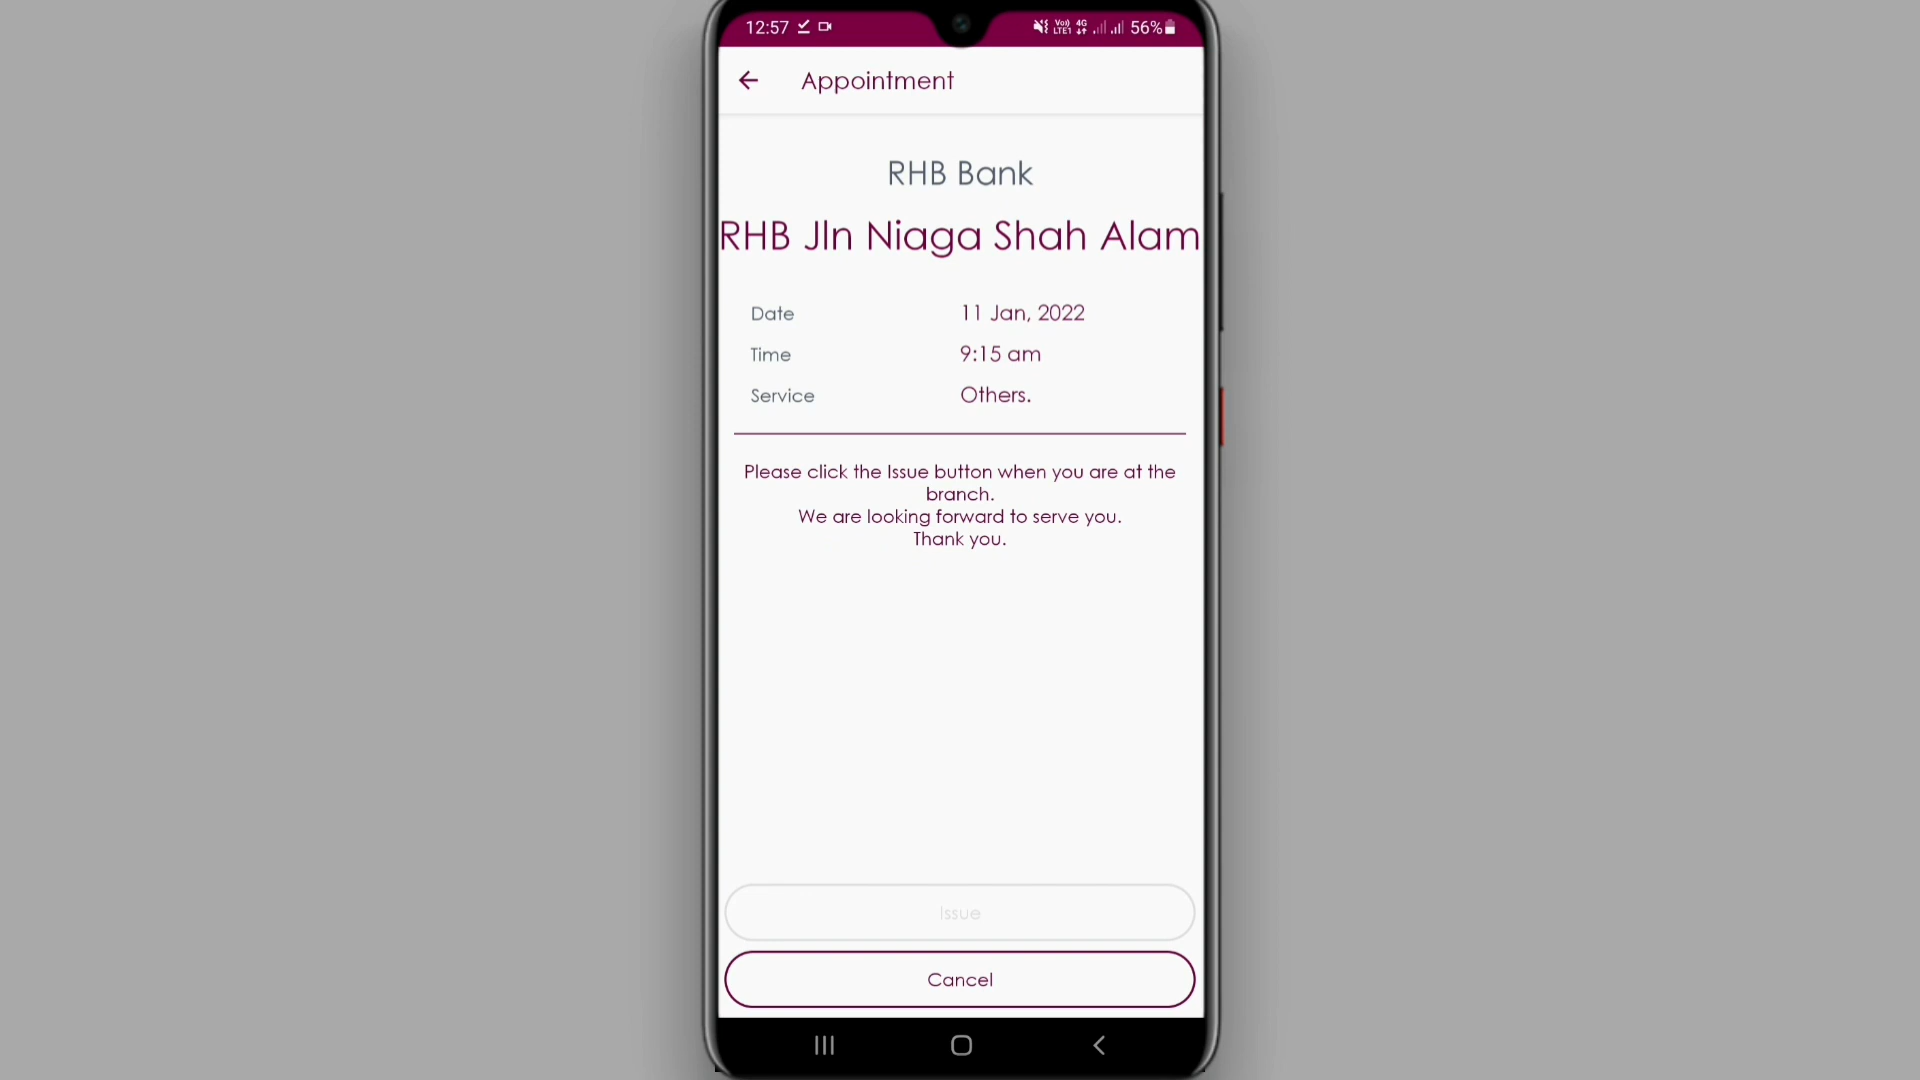 12:57 56%
Appointment
RHB Bank
RHB Jln Niaga Shah Alam
Date 11 Jan, 2022
Time 9:15 am
Service Others.
Please click the Issue button when you are at the
branch.
We are looking forward to serve you.
Thank you.
Issue
Cancel